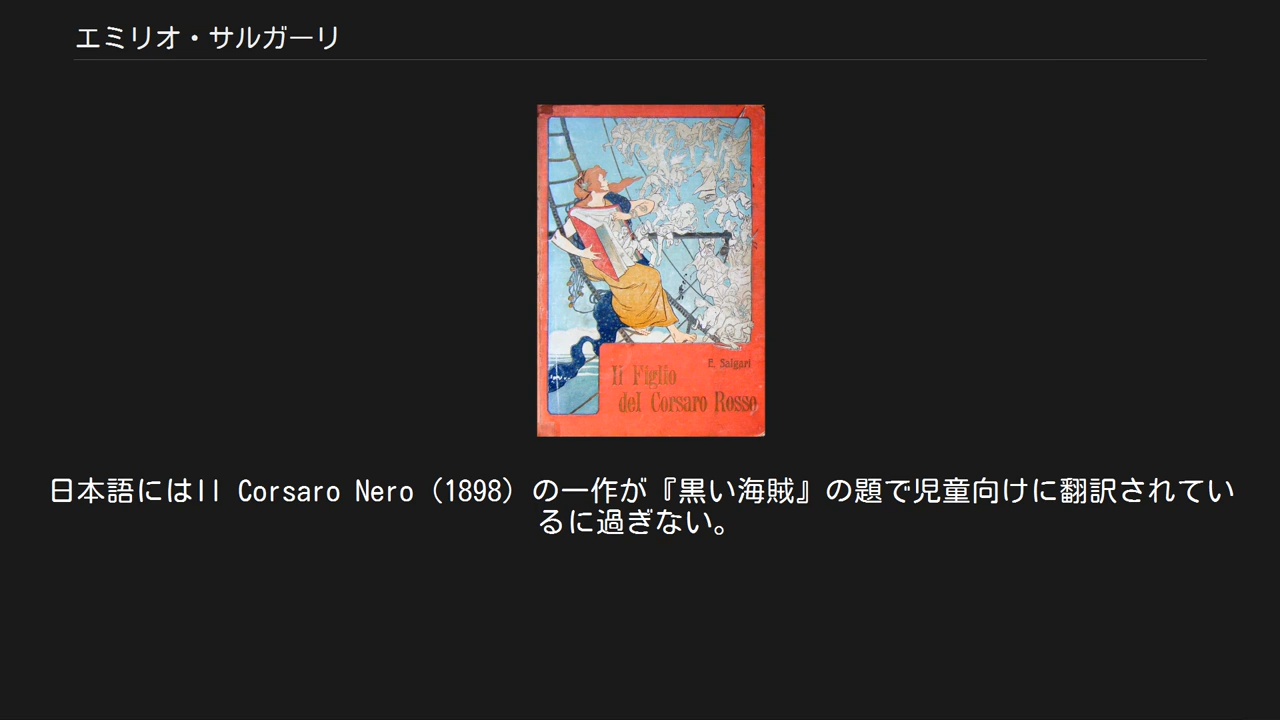 エミリオ・サルガーリ
E. Salgari
Il Figlio
del Corsaro Rosso
日本語にはIl Corsaro Nero（1898）の一作が『黒い海賊』の題で児童向けに翻訳されてい
るに過ぎない。